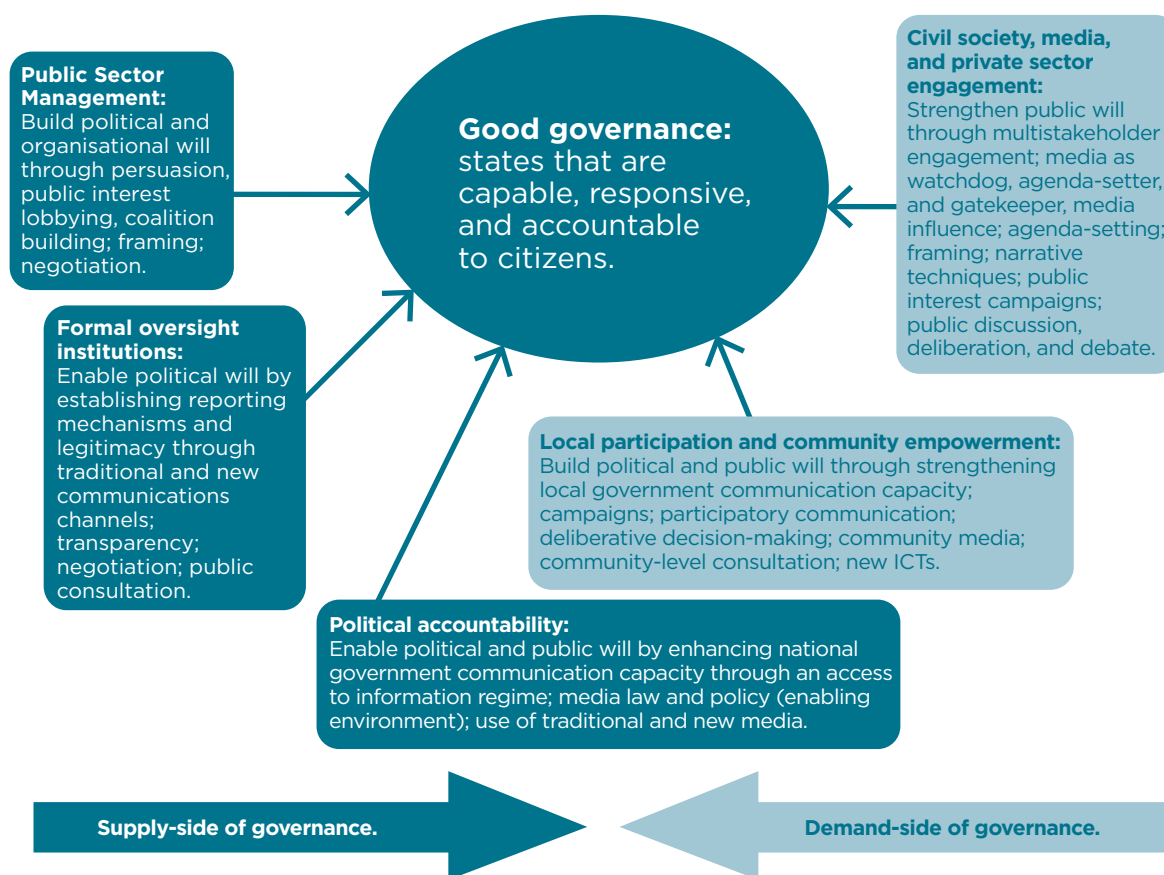 Public Sector
Management:
Build political and
organisational will
through persuasion,
public interest
lobbying, coalition
building; framing;
negotiation.
Good governance:
states that are
capable, responsive,
and accountable
to citizens.
Civil society, media,
and private sector
engagement:
Strengthen public will
through multistakeholder
engagement; media as
watchdog, agenda-setter,
and gatekeeper, media
influence; agenda-setting;
framing; narrative
techniques; public
interest campaigns;
public discussion,
deliberation, and debate.
Formal oversight
institutions:
Enable political will by
establishing reporting
mechanisms and
legitimacy through
traditional and new
communications
channels;
transparency;
negotiation; public
consultation.
Local participation and community empowerment:
Build political and public will through strengthening
local government communication capacity;
campaigns; participatory communication;
deliberative decision-making; community media;
community-level consultation; new ICTs.
Political accountability:
Enable political and public will by enhancing national
government communication capacity through an access
to information regime; media law and policy (enabling
environment); use of traditional and new media.
Supply-side of governance.
Demand-side of governance.